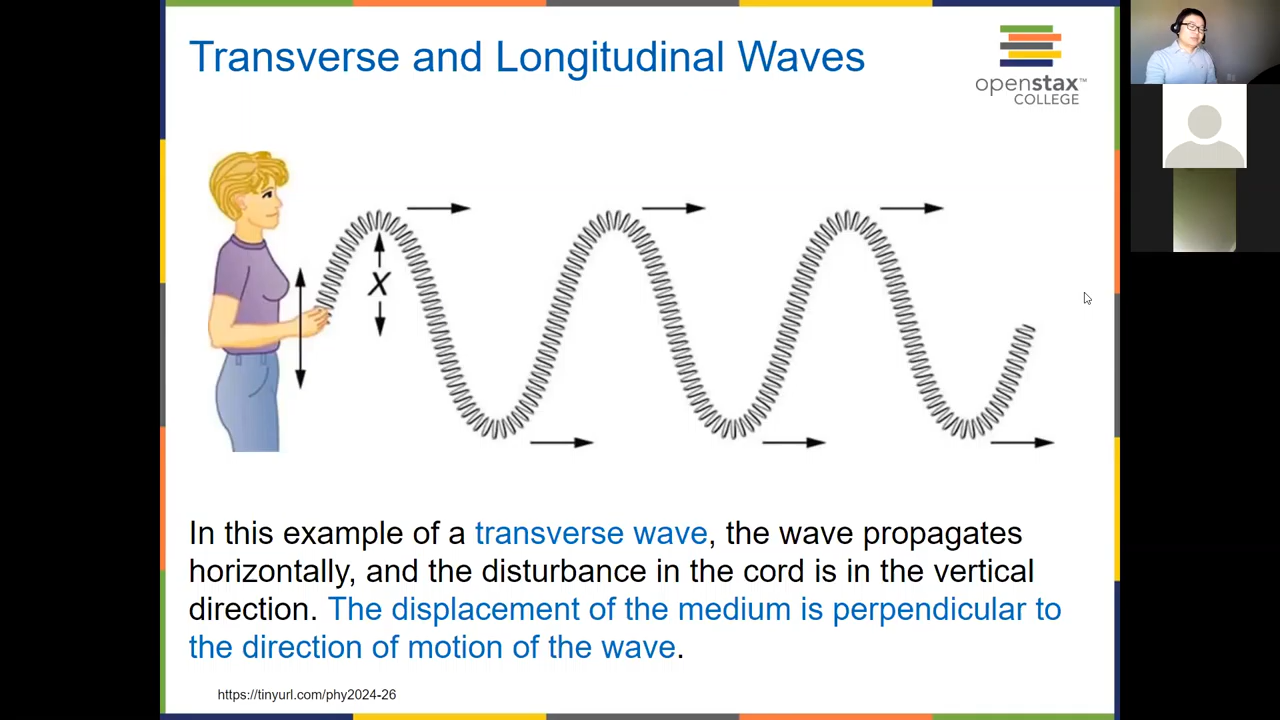 Transverse and Longitudinal Waves
openstax™
COLLEGE
X
In this example of a transverse wave, the wave propagates
horizontally, and the disturbance in the cord is in the vertical
direction. The displacement of the medium is perpendicular to
the direction of motion of the wave.
https://tinyurl.com/phy2024-26